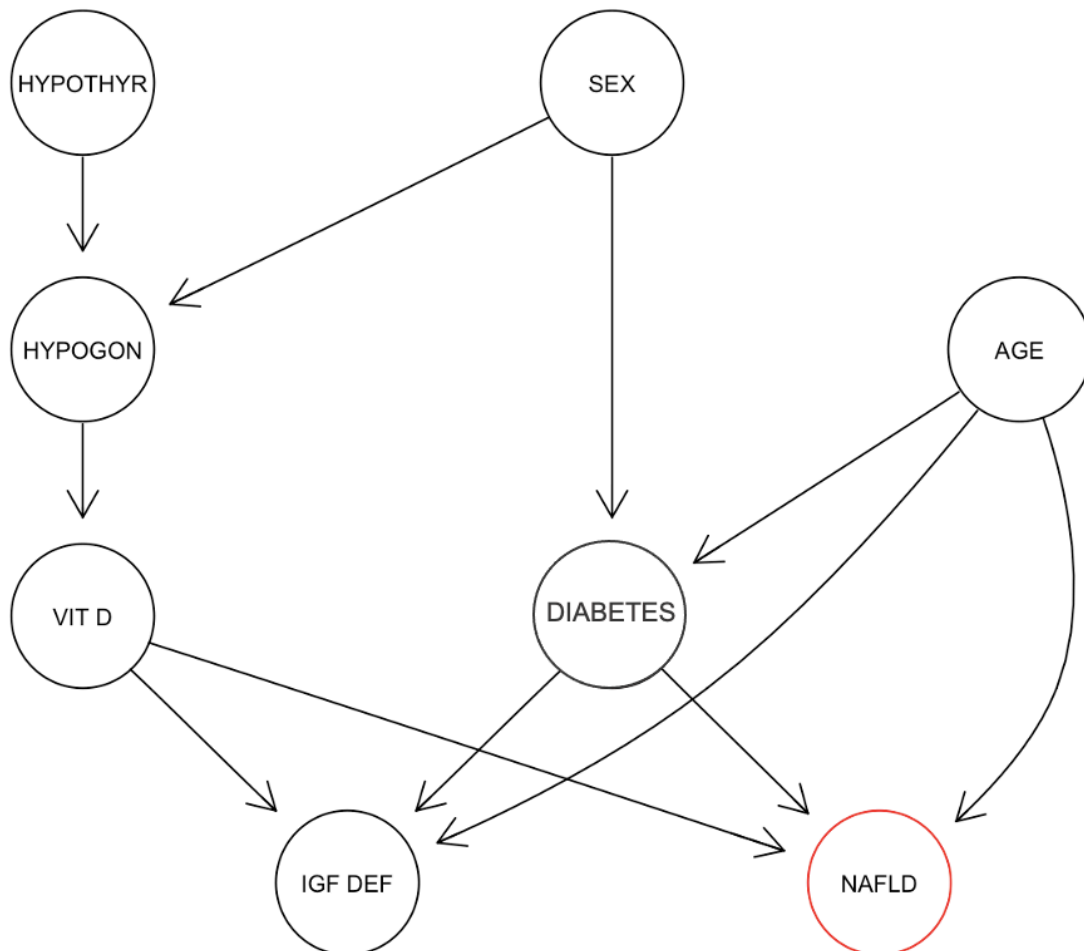 HYPOTHYR
SEX
HYPOGON
AGE
VIT D
DIABETES
IGF DEF
NAFLD